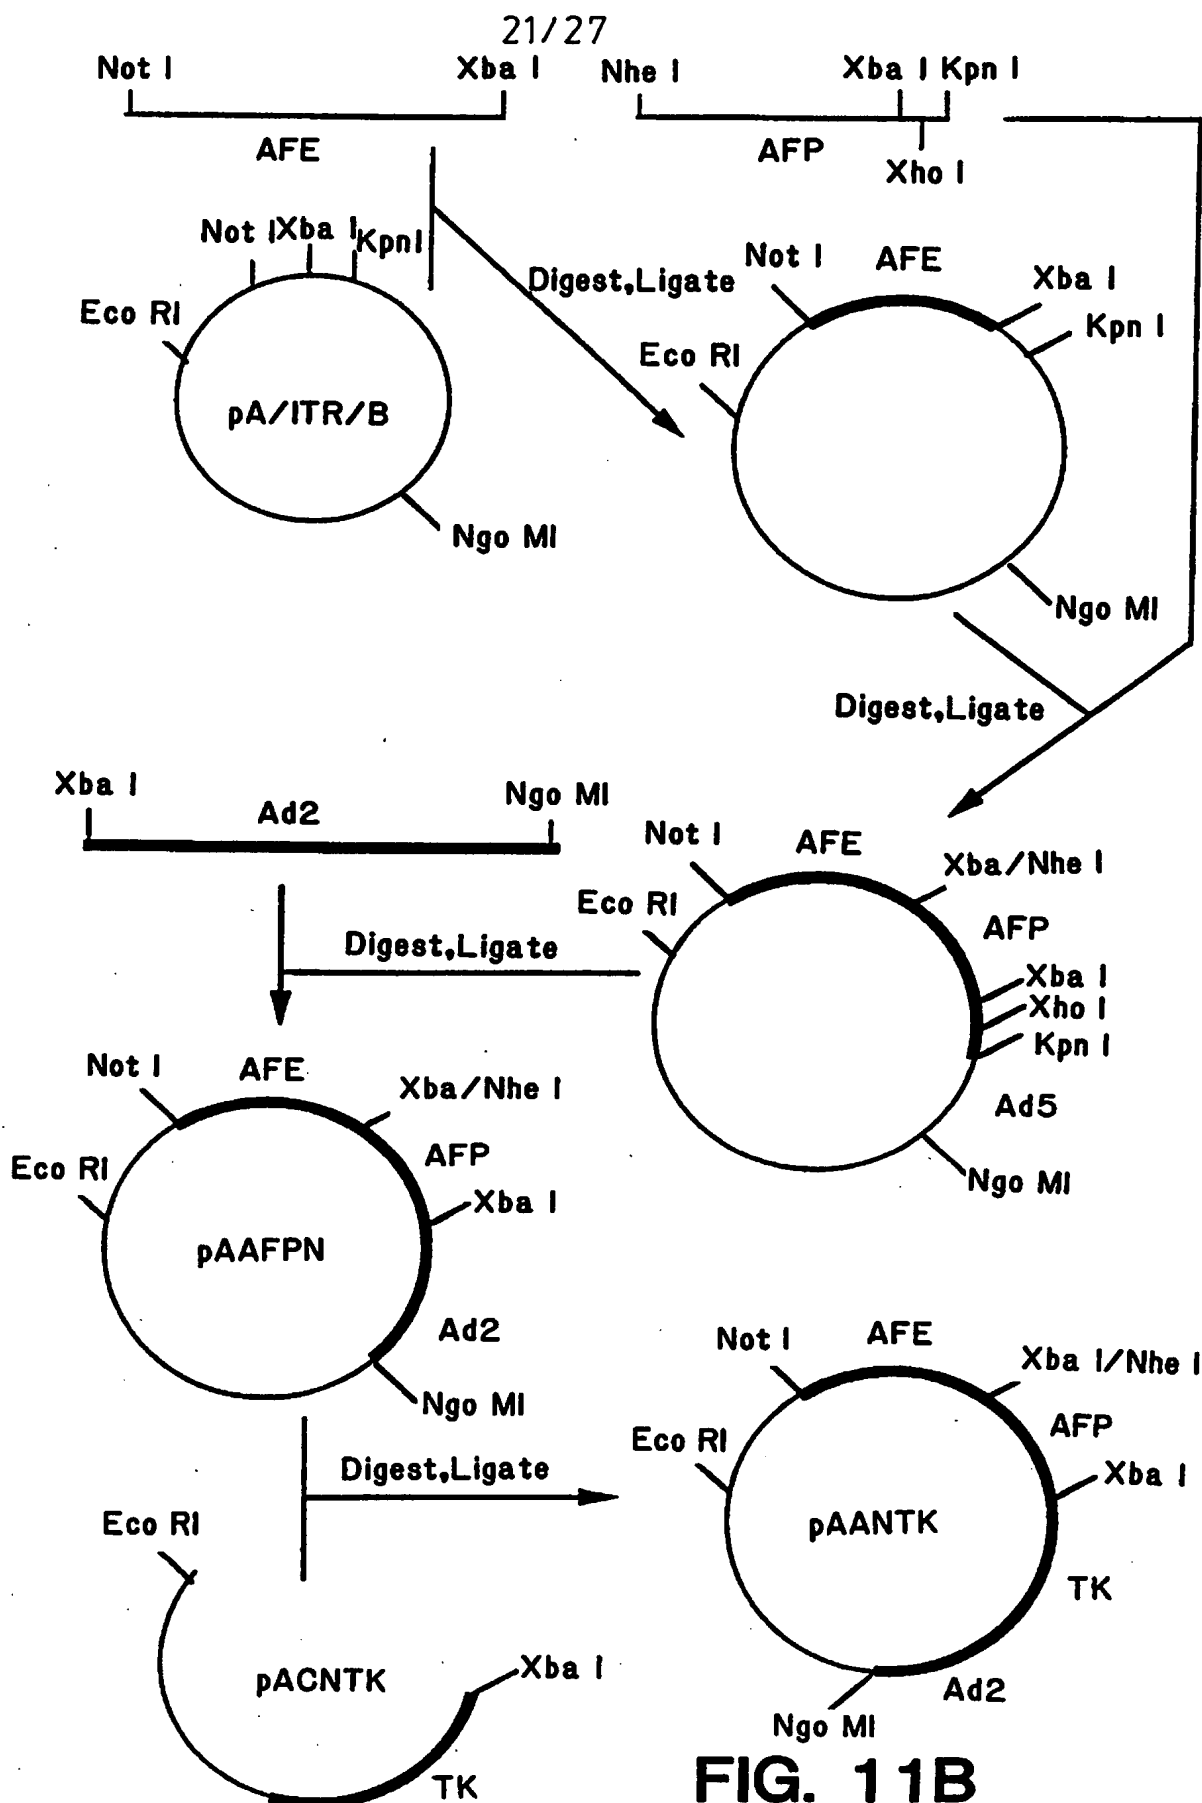 21/27
Not I
Xba I
Nhe I
Xba I
Kpn I
AFE
AFP
Xho I
Not I
Xba I
KpnI
Eco RI
pA/ITR/B
Ngo MI
Digest,Ligate
Not I
AFE
Xba I
Kpn I
Eco RI
Ngo MI
Digest,Ligate
Xba I
Ad2
Ngo MI
Digest,Ligate
Not I
AFE
Xba/Nhe I
Eco RI
AFP
Xba I
Xho I
Kpn I
Ad5
Ngo MI
Not I
AFE
Xba/Nhe I
Eco RI
AFP
Xba I
pAAFPN
Ad2
Ngo MI
Digest,Ligate
Eco RI
pACNTK
Xba I
TK
Not I
AFE
Xba I/Nhe I
Eco RI
AFP
Xba I
pAANTK
TK
Ad2
Ngo MI
FIG. 11B